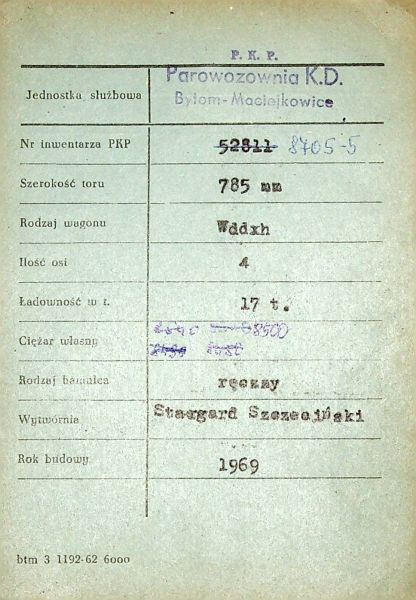 P. K. P.
Jednostka służbowa
Parowozownia K.D.
Bytom-Maciejkowice
Nr inwentarza PKP 52811 8705-5
Szerokość toru 785 mm
Rodzaj wagonu Wddxh
Ilość osi 4
Ładowność w t. 17 t.
8500
Ciężar własny
Rodzaj hamulca ręczny
Wytwórnia Stargard Szczeciński
Rok budowy 1969
btm 3 1192-62 6000